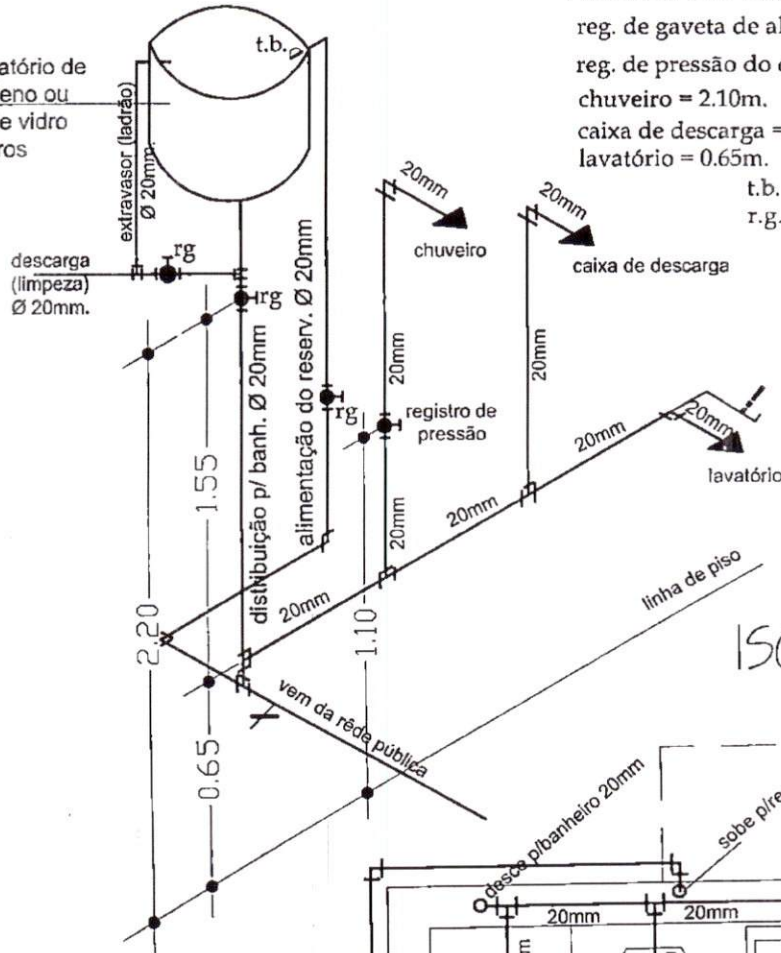 reg. de gaveta de al
reg. de pressão do
chuveiro = 2.10m.
caixa de descarga =
lavatório = 0.65m.
t.b.
r.g.
t.b.
atório de
eno ou
e vidro
ros
extravasor (ladrão)
Ø 20mm.
descarga
(limpeza)
Ø 20mm.
rg
rg
distribuição p/ banh. Ø 20mm
alimentação do reserv. Ø 20mm
rg
20mm
chuveiro
20mm
caixa de descarga
20mm
20mm
registro de
pressão
20mm
20mm
lavatório
20mm
20mm
20mm
1.55
2.20
1.10
0.65
linha de piso
vem da rêde pública
desce p/banheiro 20mm
sobe p/re
20mm
20mm
m